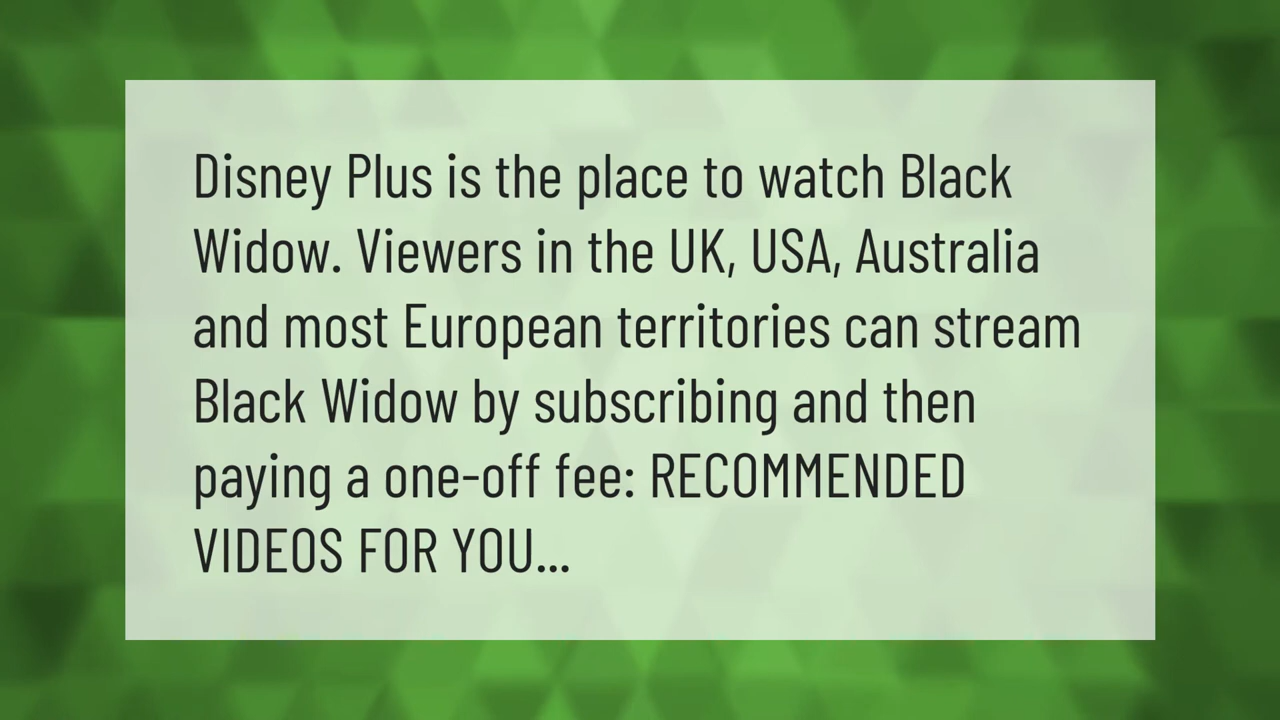 Disney Plus is the place to watch Black
Widow. Viewers in the UK, USA, Australia
and most European territories can stream
Black Widow by subscribing and then
paying a one-off fee: RECOMMENDED
VIDEOS FOR YOU...